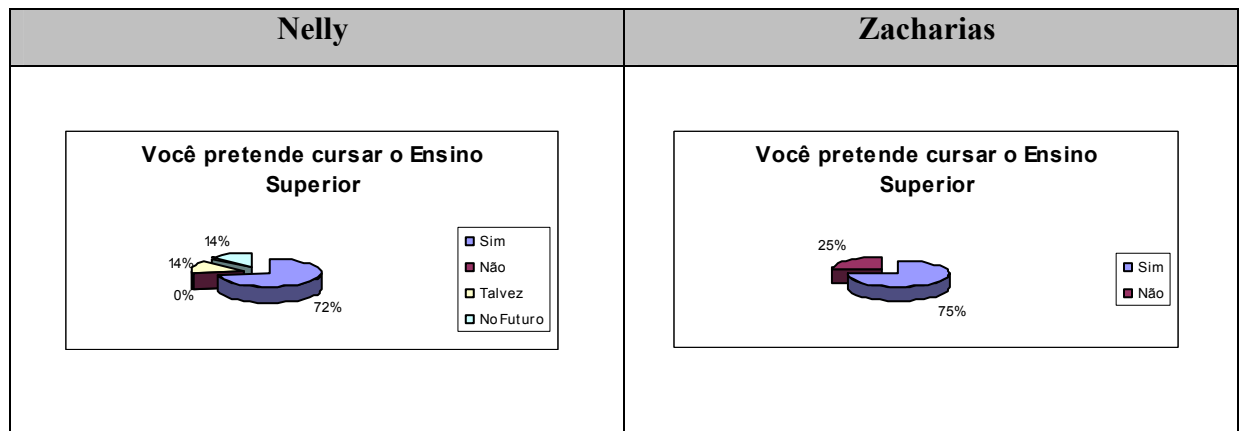 Nelly
Zacharias
Você pretende cursar o Ensino
Superior
14%
14%
0%
72%
Sim
Não
Talvez
No Futuro
Você pretende cursar o Ensino
Superior
25%
75%
Sim
Não